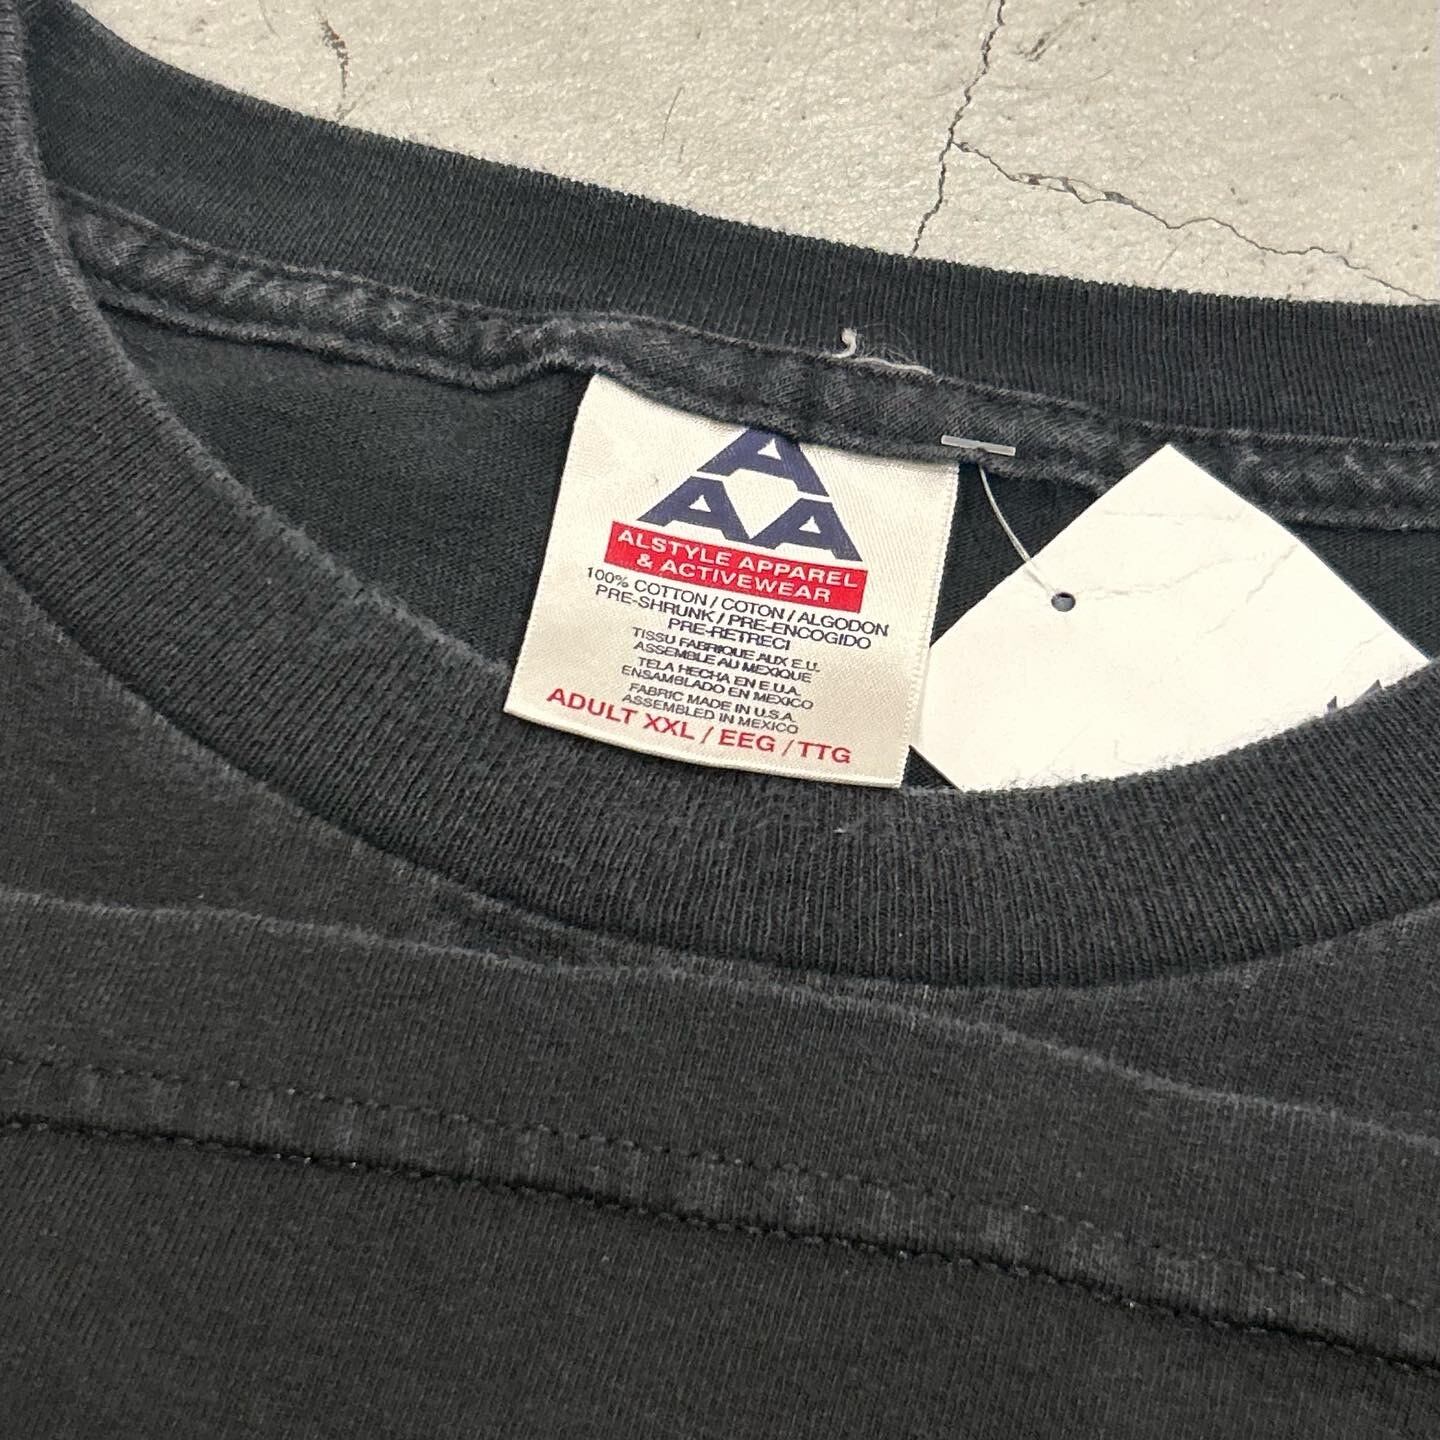 A
AA
ALSTYLE APPAREL
& ACTIVEWEAR
100% COTTON / COTON / ALGODON
PRE-SHRUNK / PRE-ENCOGIDO
PRE-RETRECI
TISSU FABRIQUE AUX E.U.
ASSEMBLE AU MEXIQUE
TELA HECHA EN E.U.A.
ENSAMBLADO EN MEXICO
FABRIC MADE IN U.S.A.
ASSEMBLED IN MEXICO
ADULT XXL / EEG / TTG